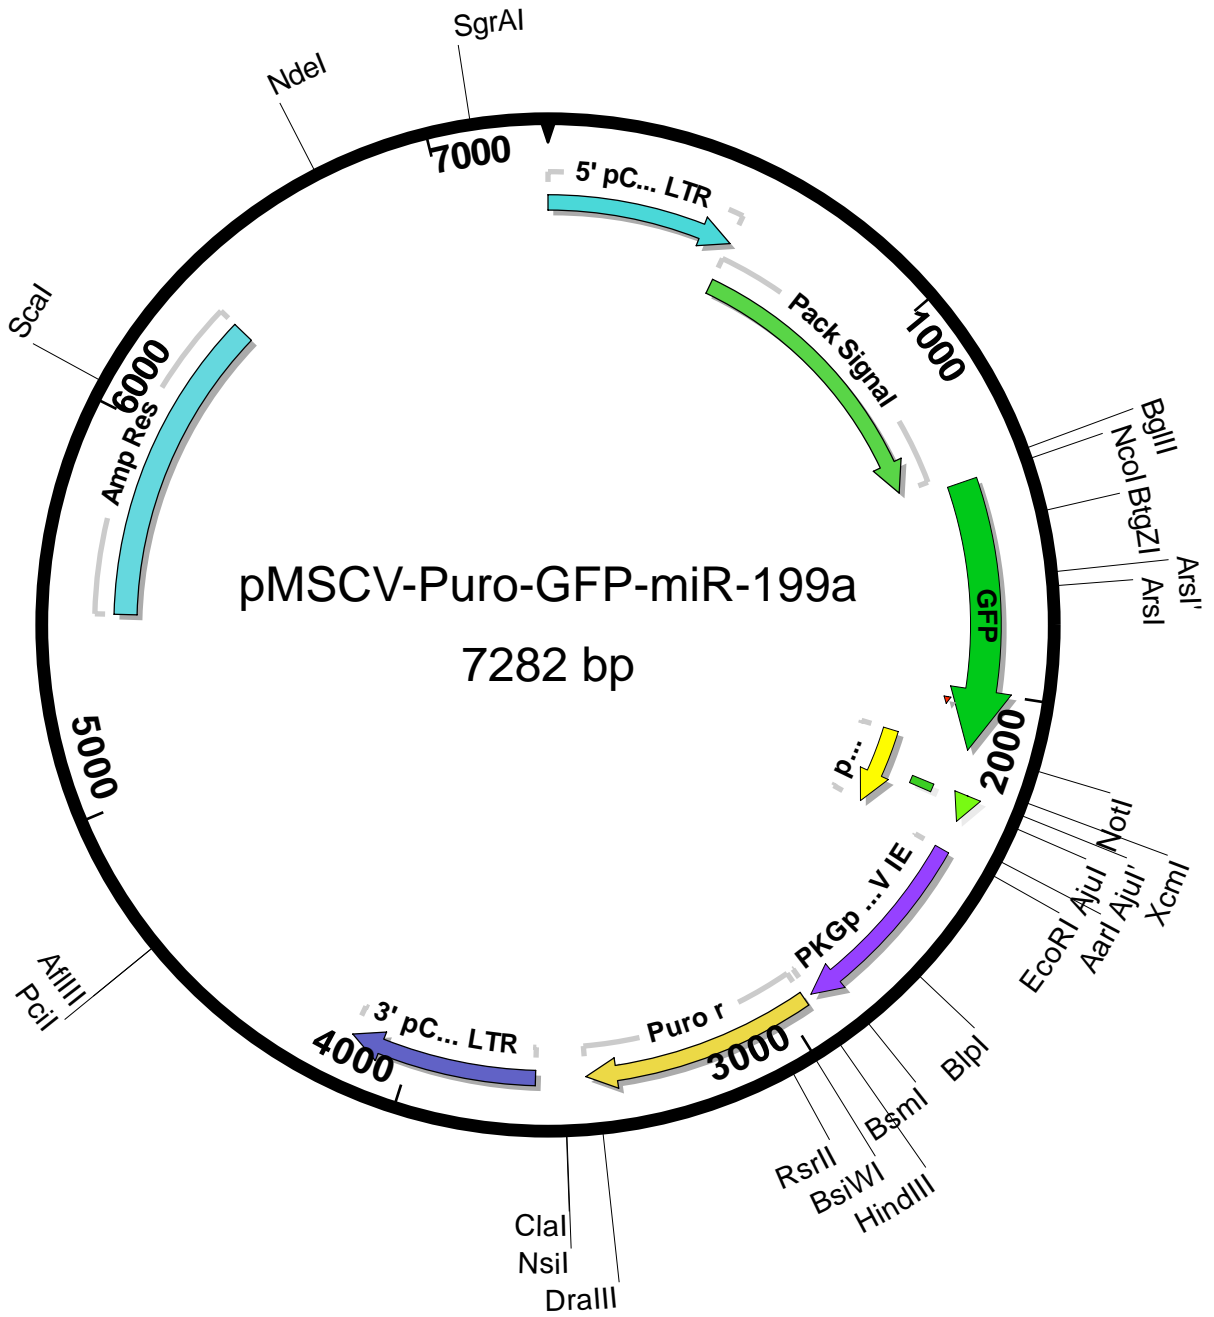 SgrAI
NdeI
7000
5' pC... LTR
ScaI
6000
Amp Res
Pack Signal
1000
BglII
NcoI
BtgZI
ArsI'
ArsI
GFP
pMSCV-Puro-GFP-miR-199a
7282 bp
2000
p...
NotI
XcmI
AjuI'
AjuI
AarI
EcoRI
PKGp ...V IE
BlpI
BsmI
HindIII
BsiWI
RsrII
3000
Puro r
3' pC... LTR
4000
5000
AflIII
PciI
ClaI
NsiI
DraIII